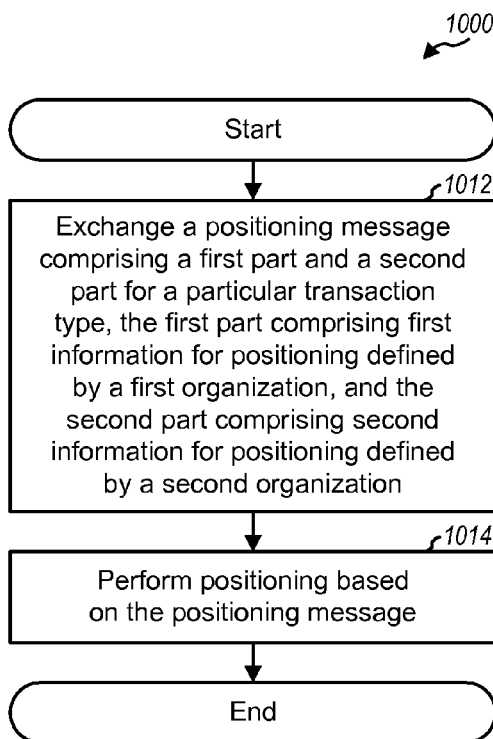 1000
Start
1012
Exchange a positioning message
comprising a first part and a second
part for a particular transaction
type, the first part comprising first
information for positioning defined
by a first organization, and the
second part comprising second
information for positioning defined
by a second organization
1014
Perform positioning based
on the positioning message
End